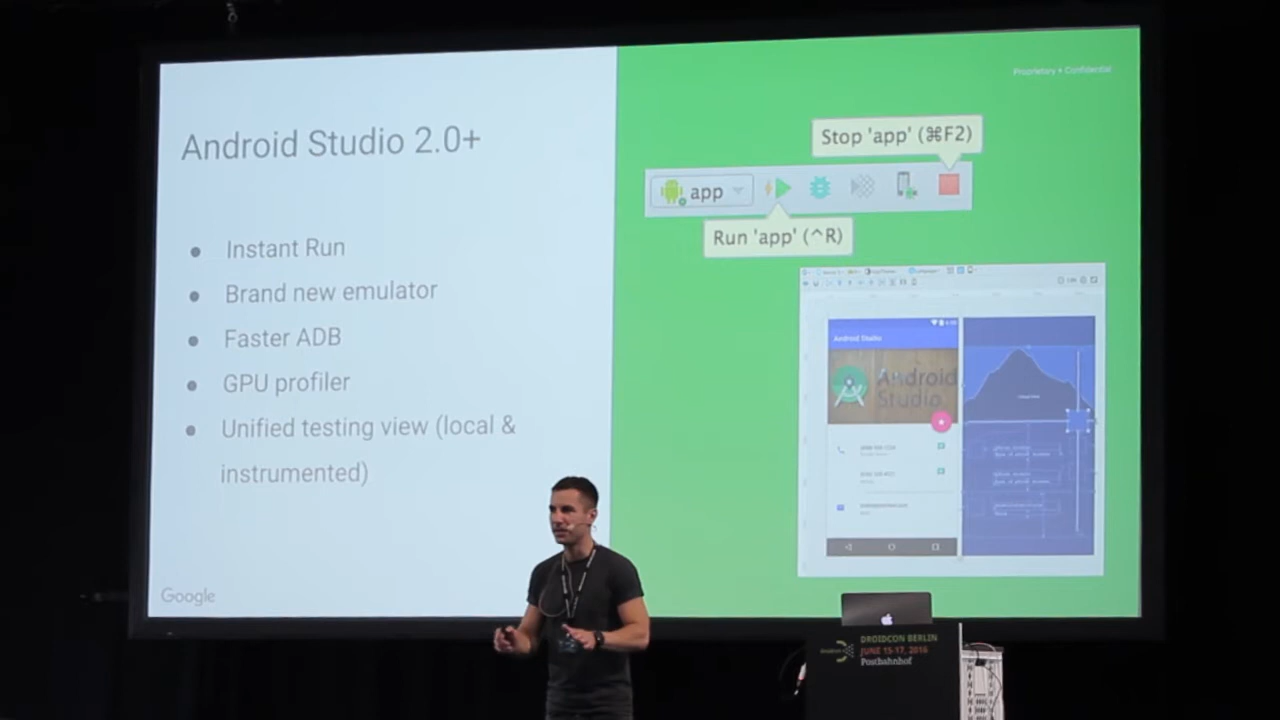 Android Studio 2.0+
● Instant Run
● Brand new emulator
● Faster ADB
● GPU profiler
● Unified testing view (local &
instrumented)
Google
Proprietary + Confidential
Stop 'app' (⌘F2)
app
Run 'app' (^R)
Android Studio
Android
Studio
DROIDCON BERLIN
JUNE 15-17, 2016
Postbahnhof